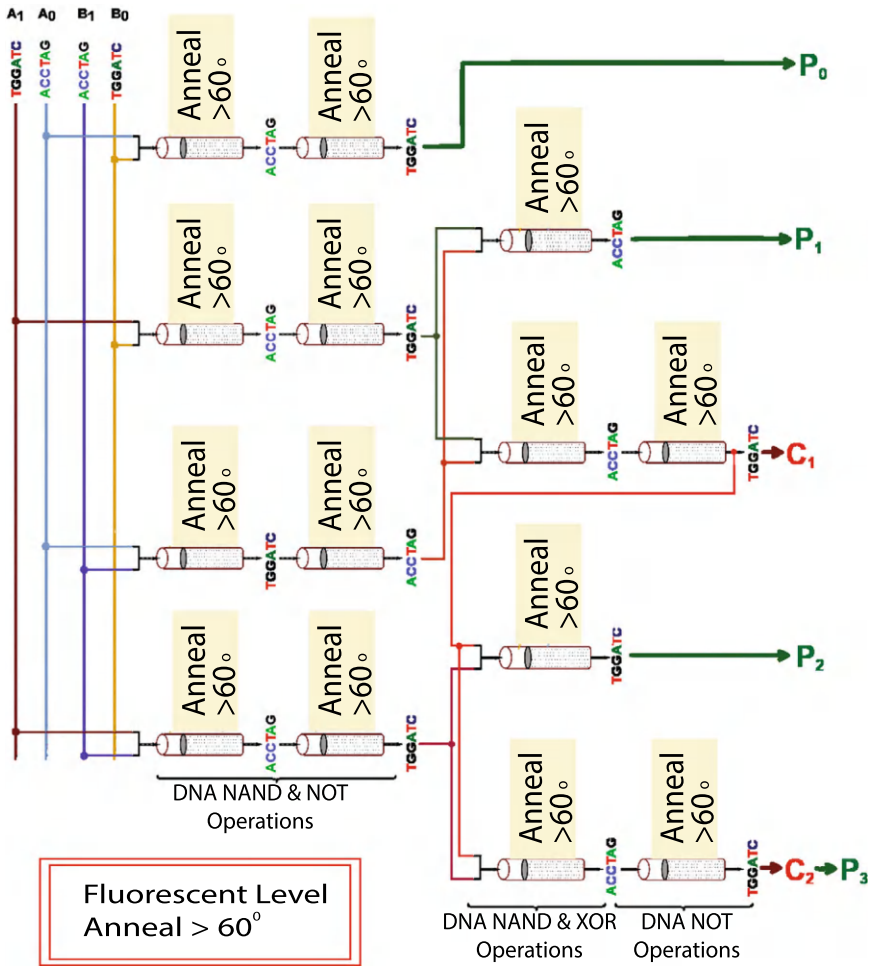 A1 A0 B1 B0
TGGATC ACCTAG ACCTAG TGGATC
Anneal >60°
ACCTAG
Anneal >60°
TGGATC
P0
Anneal >60°
ACCTAG
P1
Anneal >60°
ACCTAG
Anneal >60°
TGGATC
Anneal >60°
ACCTAG
Anneal >60°
TGGATC
C1
Anneal >60°
TGGATC
Anneal >60°
ACCTAG
Anneal >60°
TGGATC
P2
Anneal >60°
ACCTAG
Anneal >60°
TGGATC
Anneal >60°
ACCTAG
Anneal >60°
TGGATC
C2
P3
DNA NAND & NOT
Operations
DNA NAND & XOR
Operations
DNA NOT
Operations
Fluorescent Level
Anneal > 60°